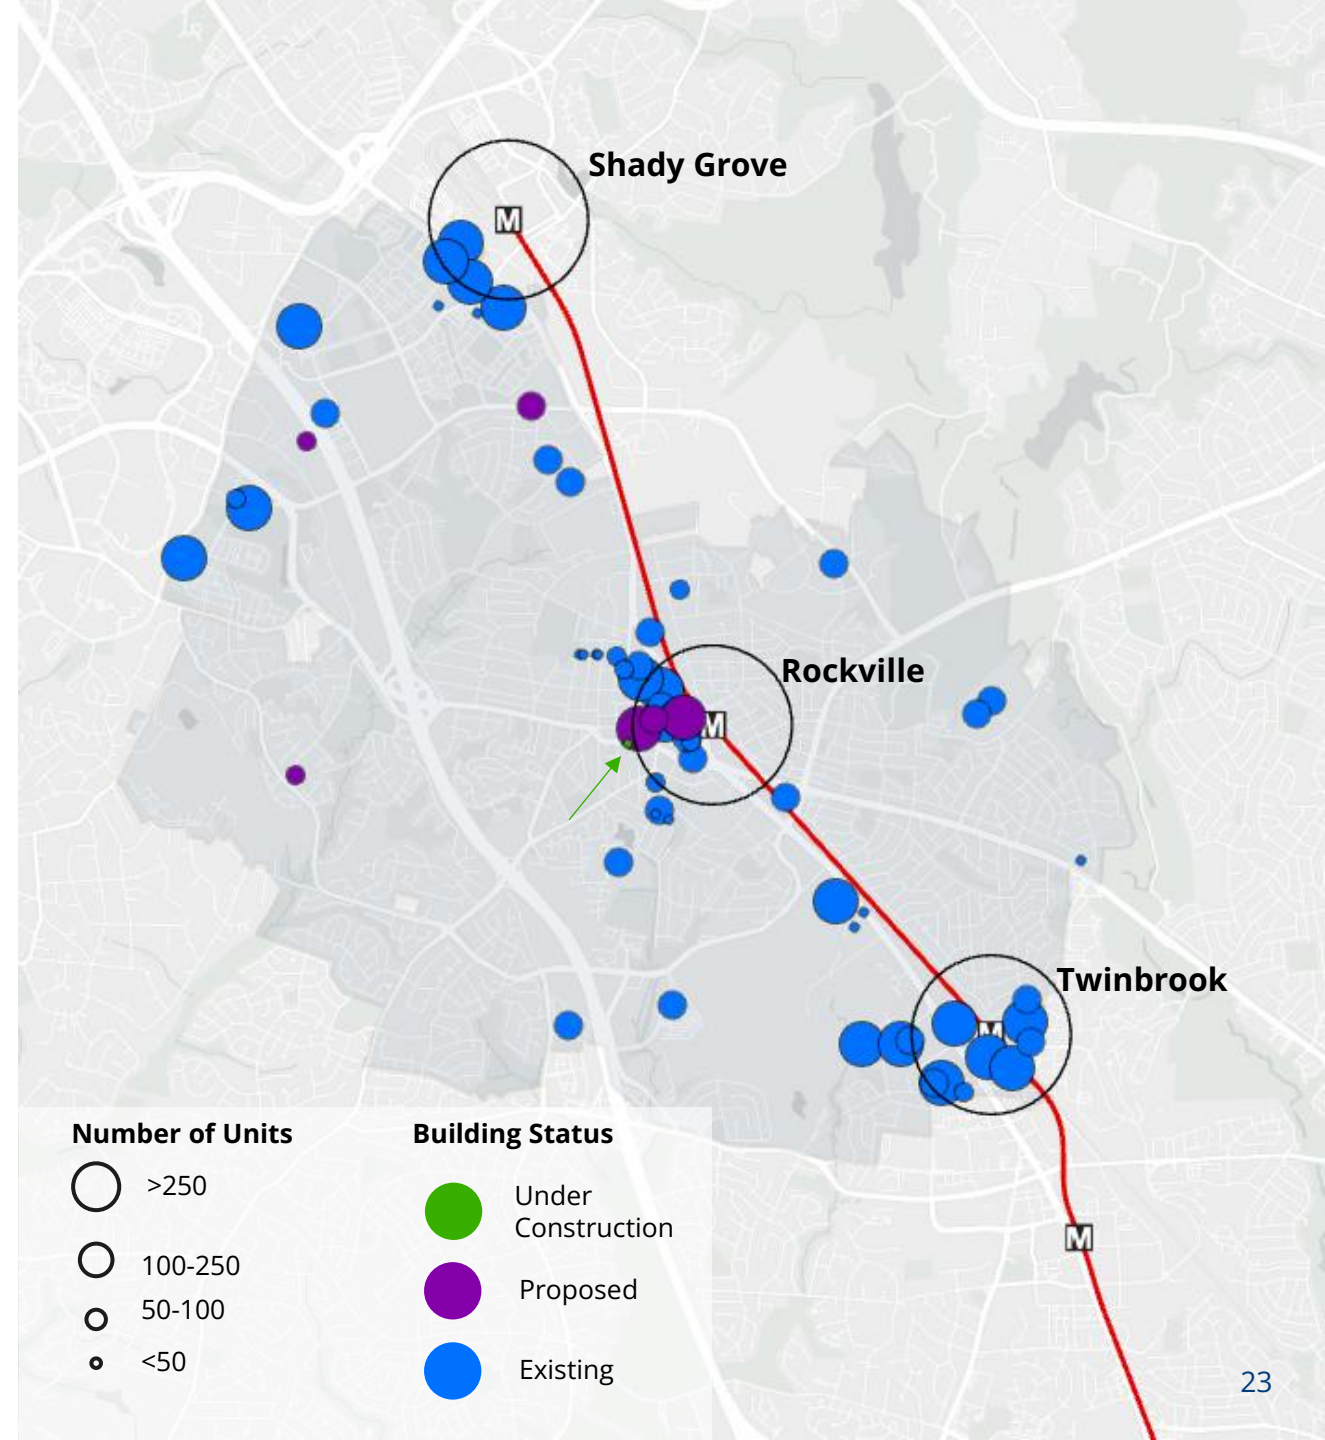 Shady Grove
M
Rockville
M
Twinbrook
M
Number of Units
>250
100-250
50-100
<50
Building Status
Under
Construction
Proposed
Existing
M
23